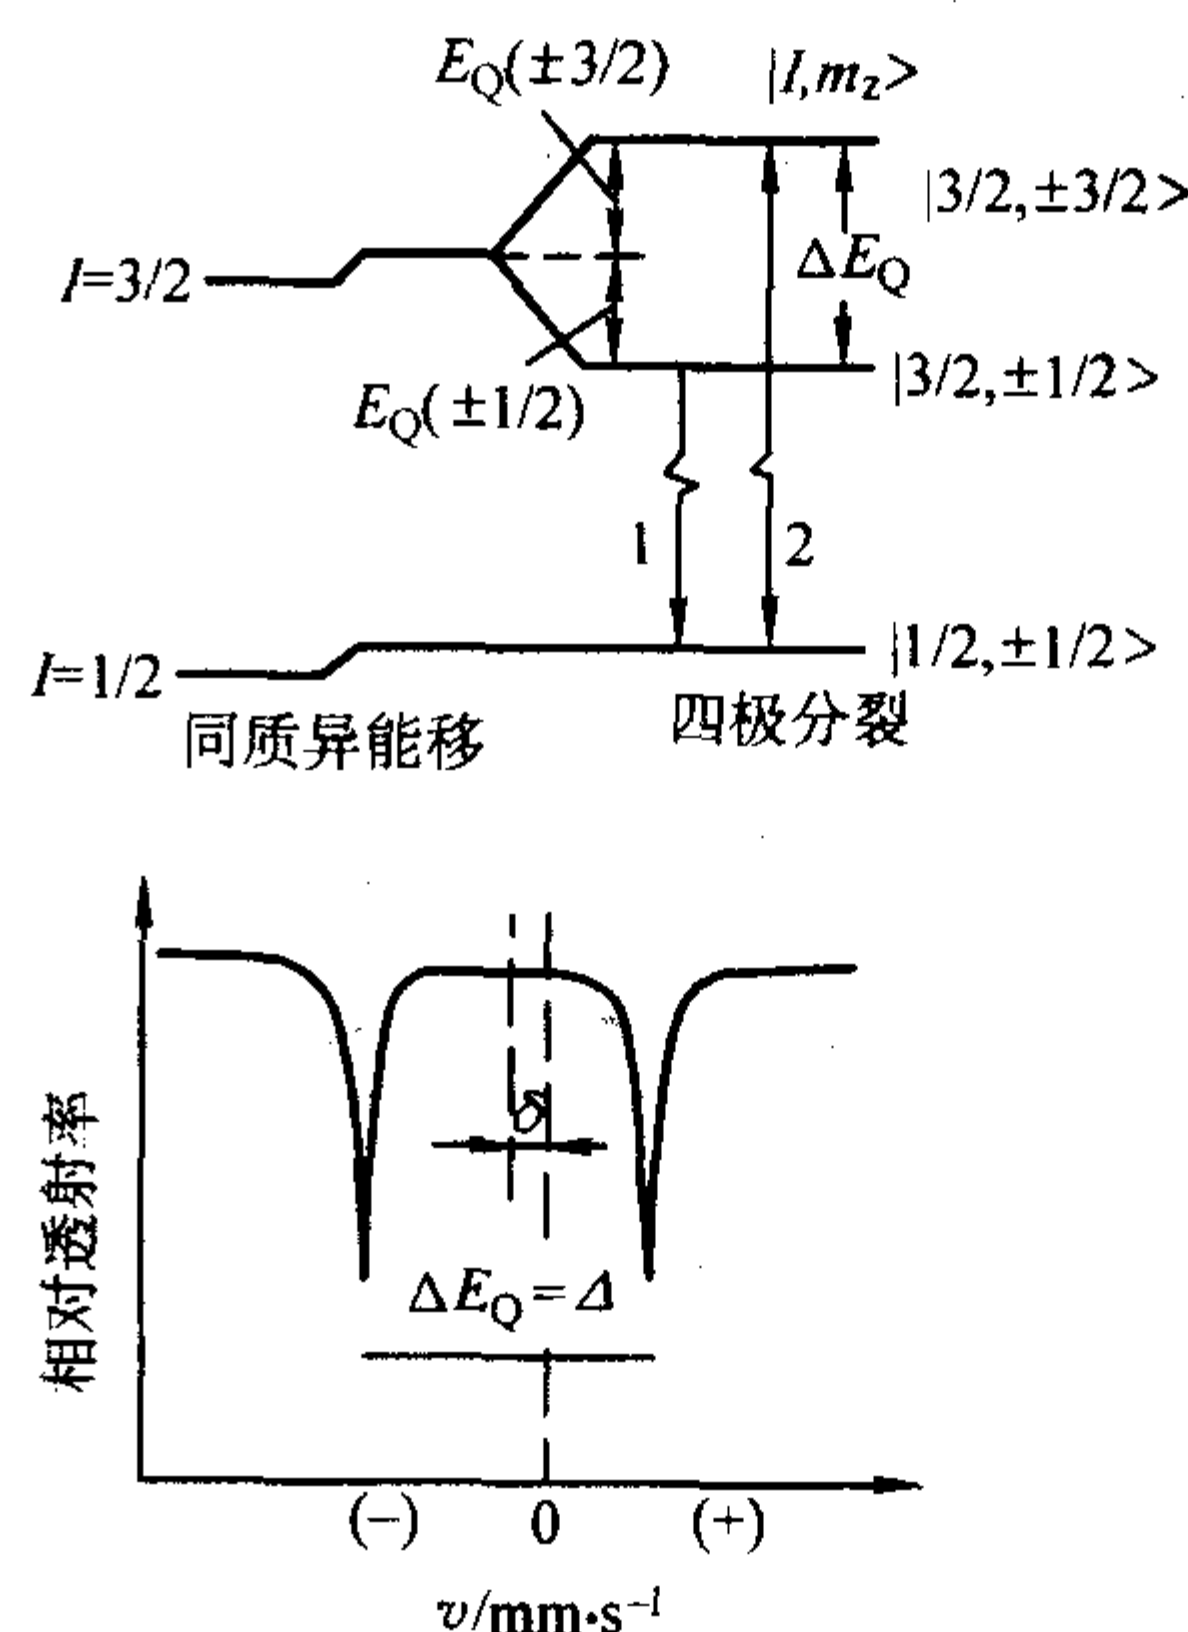 E_Q(±3/2)
|I,m_z>
|3/2,±3/2>
I=3/2
ΔE_Q
|3/2,±1/2>
E_Q(±1/2)
1
2
I=1/2
|1/2,±1/2>
同质异能移
四极分裂
相对透射率
δ
ΔE_Q=Δ
(−)
0
(+)
v/mm·s⁻¹